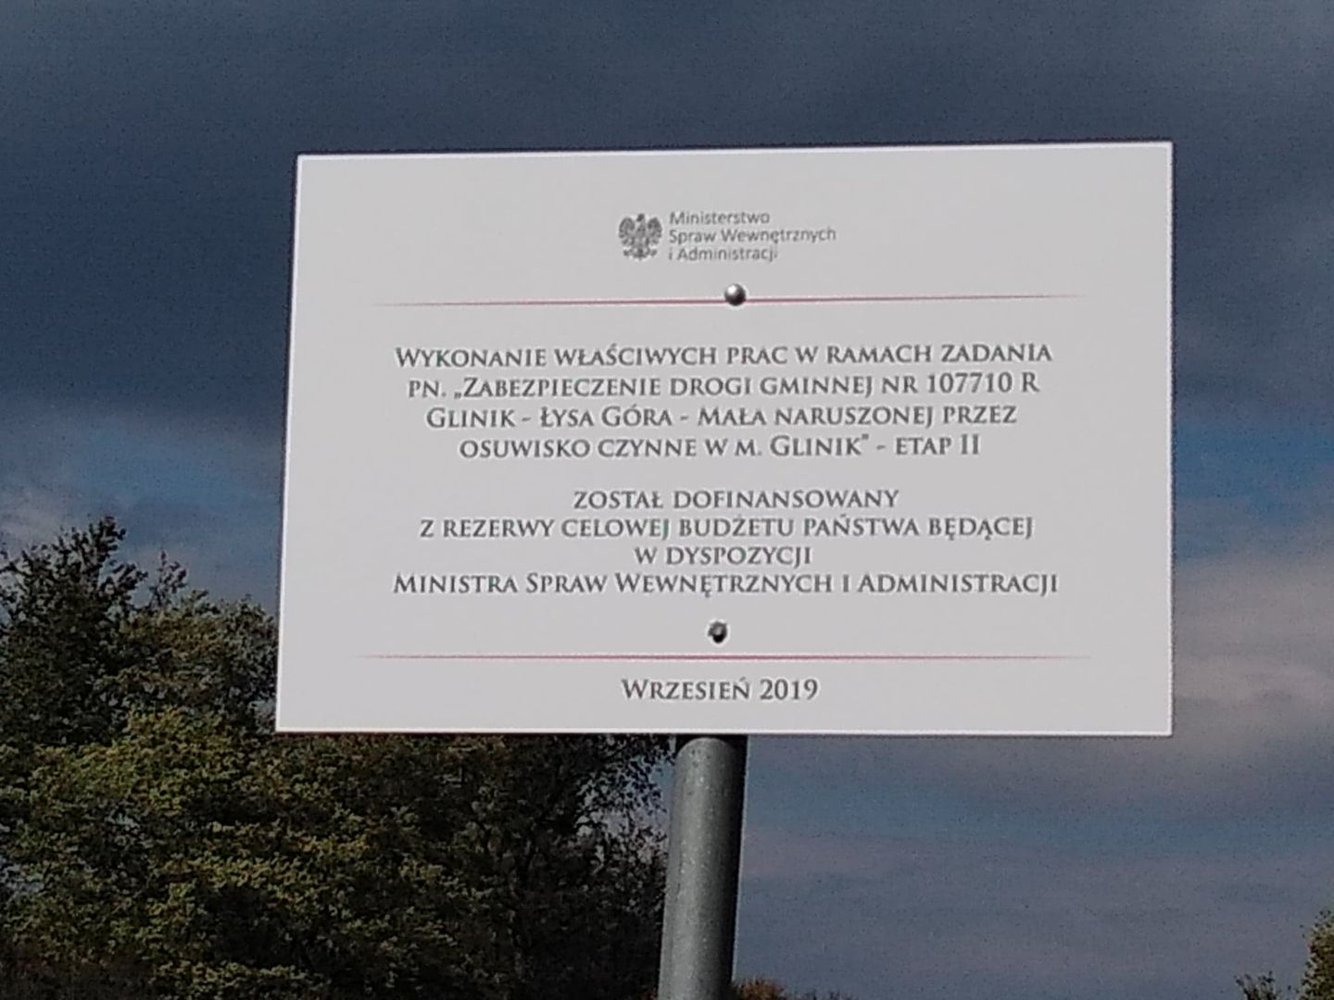 Ministerstwo
Spraw Wewnętrznych
i Administracji
WYKONANIE WŁAŚCIWYCH PRAC W RAMACH ZADANIA
PN. „ZABEZPIECZENIE DROGI GMINNEJ NR 107710 R
GLINIK - ŁYSA GÓRA - MAŁA NARUSZONEJ PRZEZ
OSUWISKO CZYNNE W M. GLINIK" - ETAP II
ZOSTAŁ DOFINANSOWANY
Z REZERWY CELOWEJ BUDŻETU PAŃSTWA BĘDĄCEJ
W DYSPOZYCJI
MINISTRA SPRAW WEWNĘTRZNYCH I ADMINISTRACJI
WRZESIEŃ 2019